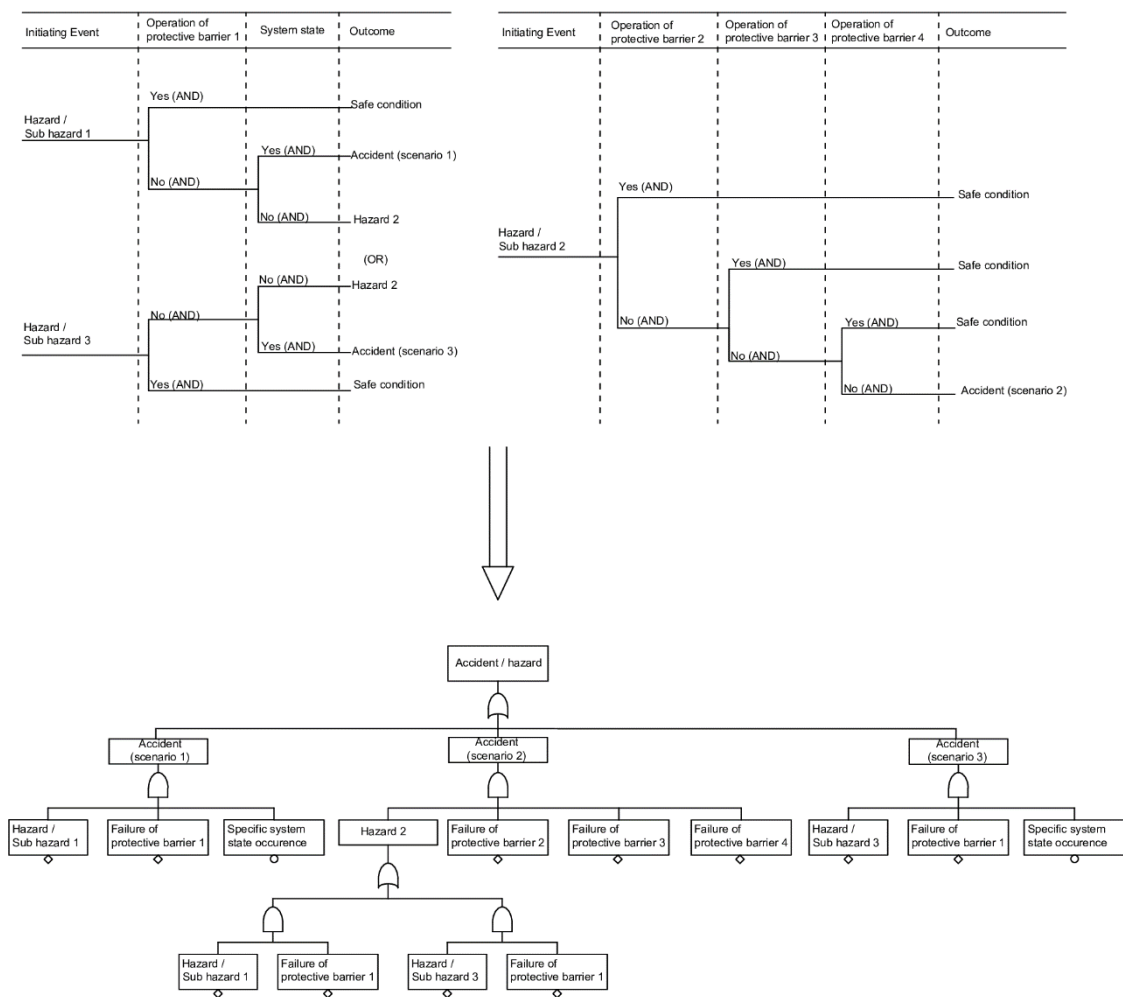 Initiating Event
Operation of
protective barrier 1
System state
Outcome
Yes (AND)
Safe condition
Hazard /
Sub hazard 1
Yes (AND)
Accident (scenario 1)
No (AND)
No (AND)
Hazard 2
(OR)
No (AND)
Hazard 2
No (AND)
Hazard /
Sub hazard 3
Yes (AND)
Accident (scenario 3)
Yes (AND)
Safe condition
Initiating Event
Operation of
protective barrier 2
Operation of
protective barrier 3
Operation of
protective barrier 4
Outcome
Yes (AND)
Safe condition
Hazard /
Sub hazard 2
Yes (AND)
Safe condition
No (AND)
Yes (AND)
Safe condition
No (AND)
No (AND)
Accident (scenario 2)
Accident / hazard
Accident
(scenario 1)
Accident
(scenario 2)
Accident
(scenario 3)
Hazard /
Sub hazard 1
Failure of
protective barrier 1
Specific system
state occurence
Hazard 2
Failure of
protective barrier 2
Failure of
protective barrier 3
Failure of
protective barrier 4
Hazard /
Sub hazard 3
Failure of
protective barrier 1
Specific system
state occurence
Hazard /
Sub hazard 1
Failure of
protective barrier 1
Hazard /
Sub hazard 3
Failure of
protective barrier 1